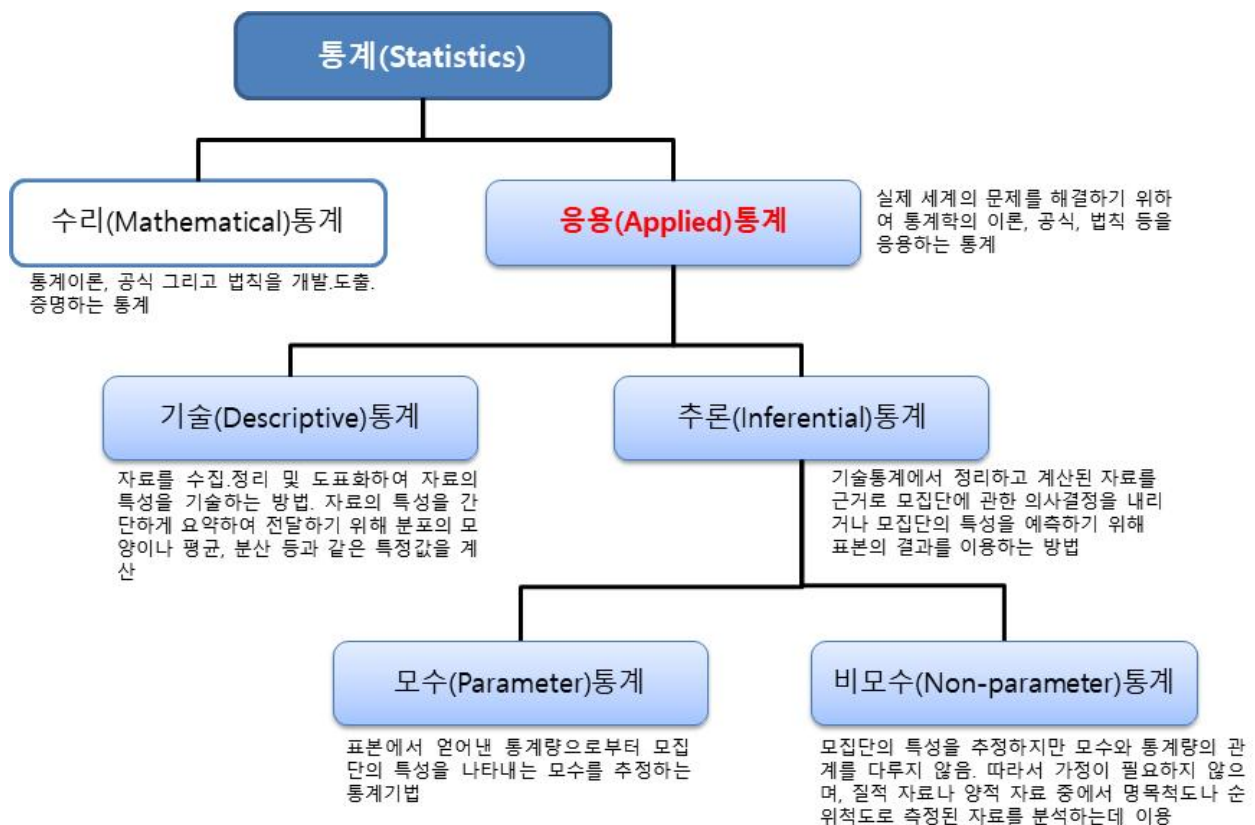 통계(Statistics)
수리(Mathematical)통계
응용(Applied)통계
실제 세계의 문제를 해결하기 위하
여 통계학의 이론, 공식, 법칙 등을
응용하는 통계
통계이론, 공식 그리고 법칙을 개발.도출.
증명하는 통계
기술(Descriptive)통계
추론(Inferential)통계
자료를 수집.정리 및 도표화하여 자료의
특성을 기술하는 방법. 자료의 특성을 간
단하게 요약하여 전달하기 위해 분포의 모
양이나 평균, 분산 등과 같은 특정값을 계
산
기술통계에서 정리하고 계산된 자료를
근거로 모집단에 관한 의사결정을 내리
거나 모집단의 특성을 예측하기 위해
표본의 결과를 이용하는 방법
모수(Parameter)통계
비모수(Non-parameter)통계
표본에서 얻어낸 통계량으로부터 모집
단의 특성을 나타내는 모수를 추정하는
통계기법
모집단의 특성을 추정하지만 모수와 통계량의 관
계를 다루지 않음. 따라서 가정이 필요하지 않으
며, 질적 자료나 양적 자료 중에서 명목척도나 순
위척도로 측정된 자료를 분석하는데 이용